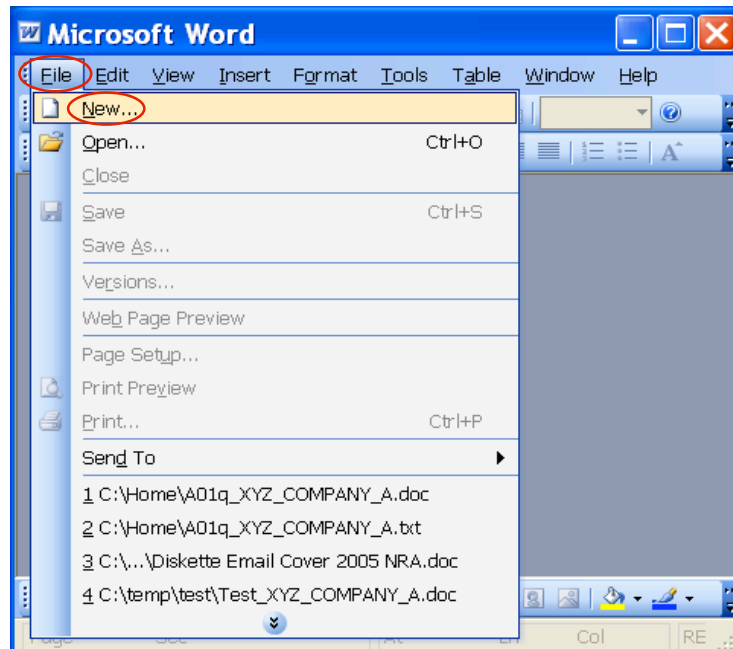 Microsoft Word
File Edit View Insert Format Tools Table Window Help
New...
Open... Ctrl+O
Close
Save Ctrl+S
Save As...
Versions...
Web Page Preview
Page Setup...
Print Preview
Print... Ctrl+P
Send To
1 C:\Home\A01q_XYZ_COMPANY_A.doc
2 C:\Home\A01q_XYZ_COMPANY_A.txt
3 C:\...\Diskette Email Cover 2005 NRA.doc
4 C:\temp\test\Test_XYZ_COMPANY_A.doc
Col RE